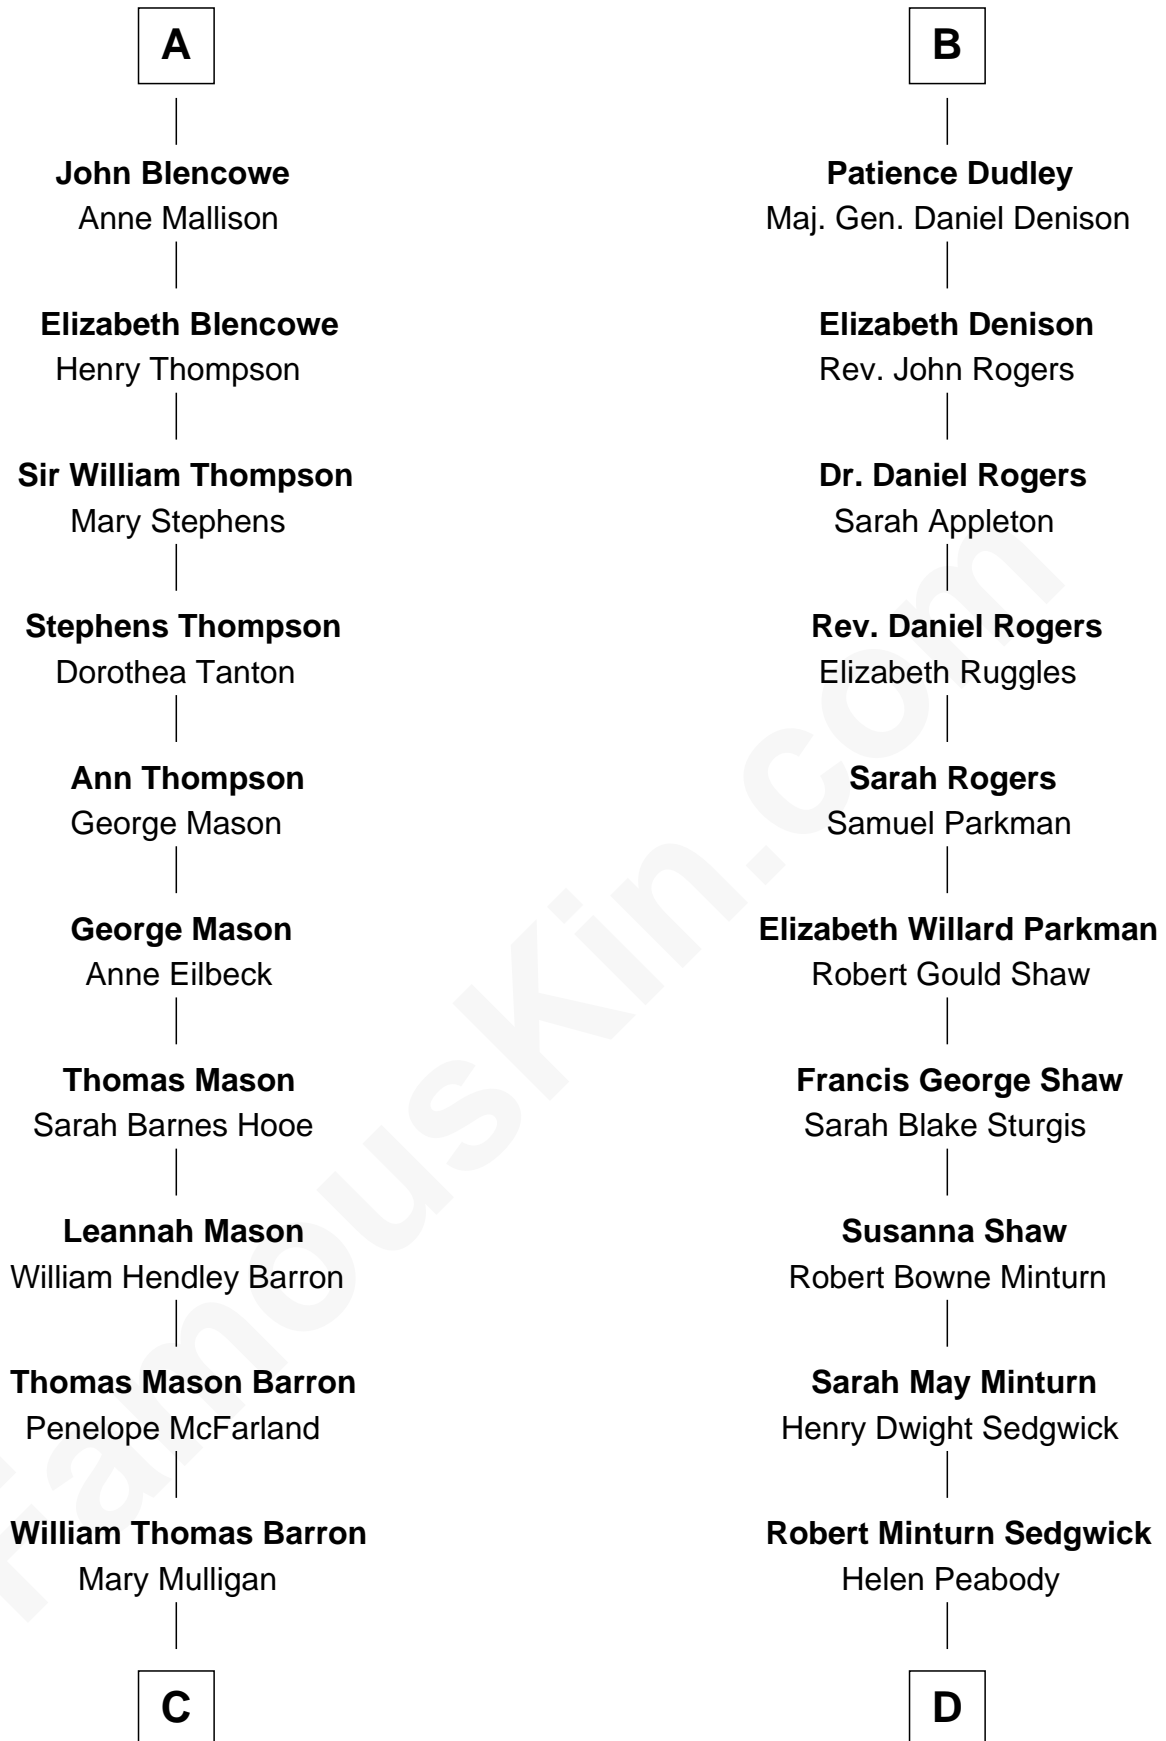 A
John Blencowe
Anne Mallison
Elizabeth Blencowe
Henry Thompson
Sir William Thompson
Mary Stephens
Stephens Thompson
Dorothea Tanton
Ann Thompson
George Mason
George Mason
Anne Eilbeck
Thomas Mason
Sarah Barnes Hooe
Leannah Mason
William Hendley Barron
Thomas Mason Barron
Penelope McFarland
William Thomas Barron
Mary Mulligan
C
B
Patience Dudley
Maj. Gen. Daniel Denison
Elizabeth Denison
Rev. John Rogers
Dr. Daniel Rogers
Sarah Appleton
Rev. Daniel Rogers
Elizabeth Ruggles
Sarah Rogers
Samuel Parkman
Elizabeth Willard Parkman
Robert Gould Shaw
Francis George Shaw
Sarah Blake Sturgis
Susanna Shaw
Robert Bowne Minturn
Sarah May Minturn
Henry Dwight Sedgwick
Robert Minturn Sedgwick
Helen Peabody
D
FamousKin.com